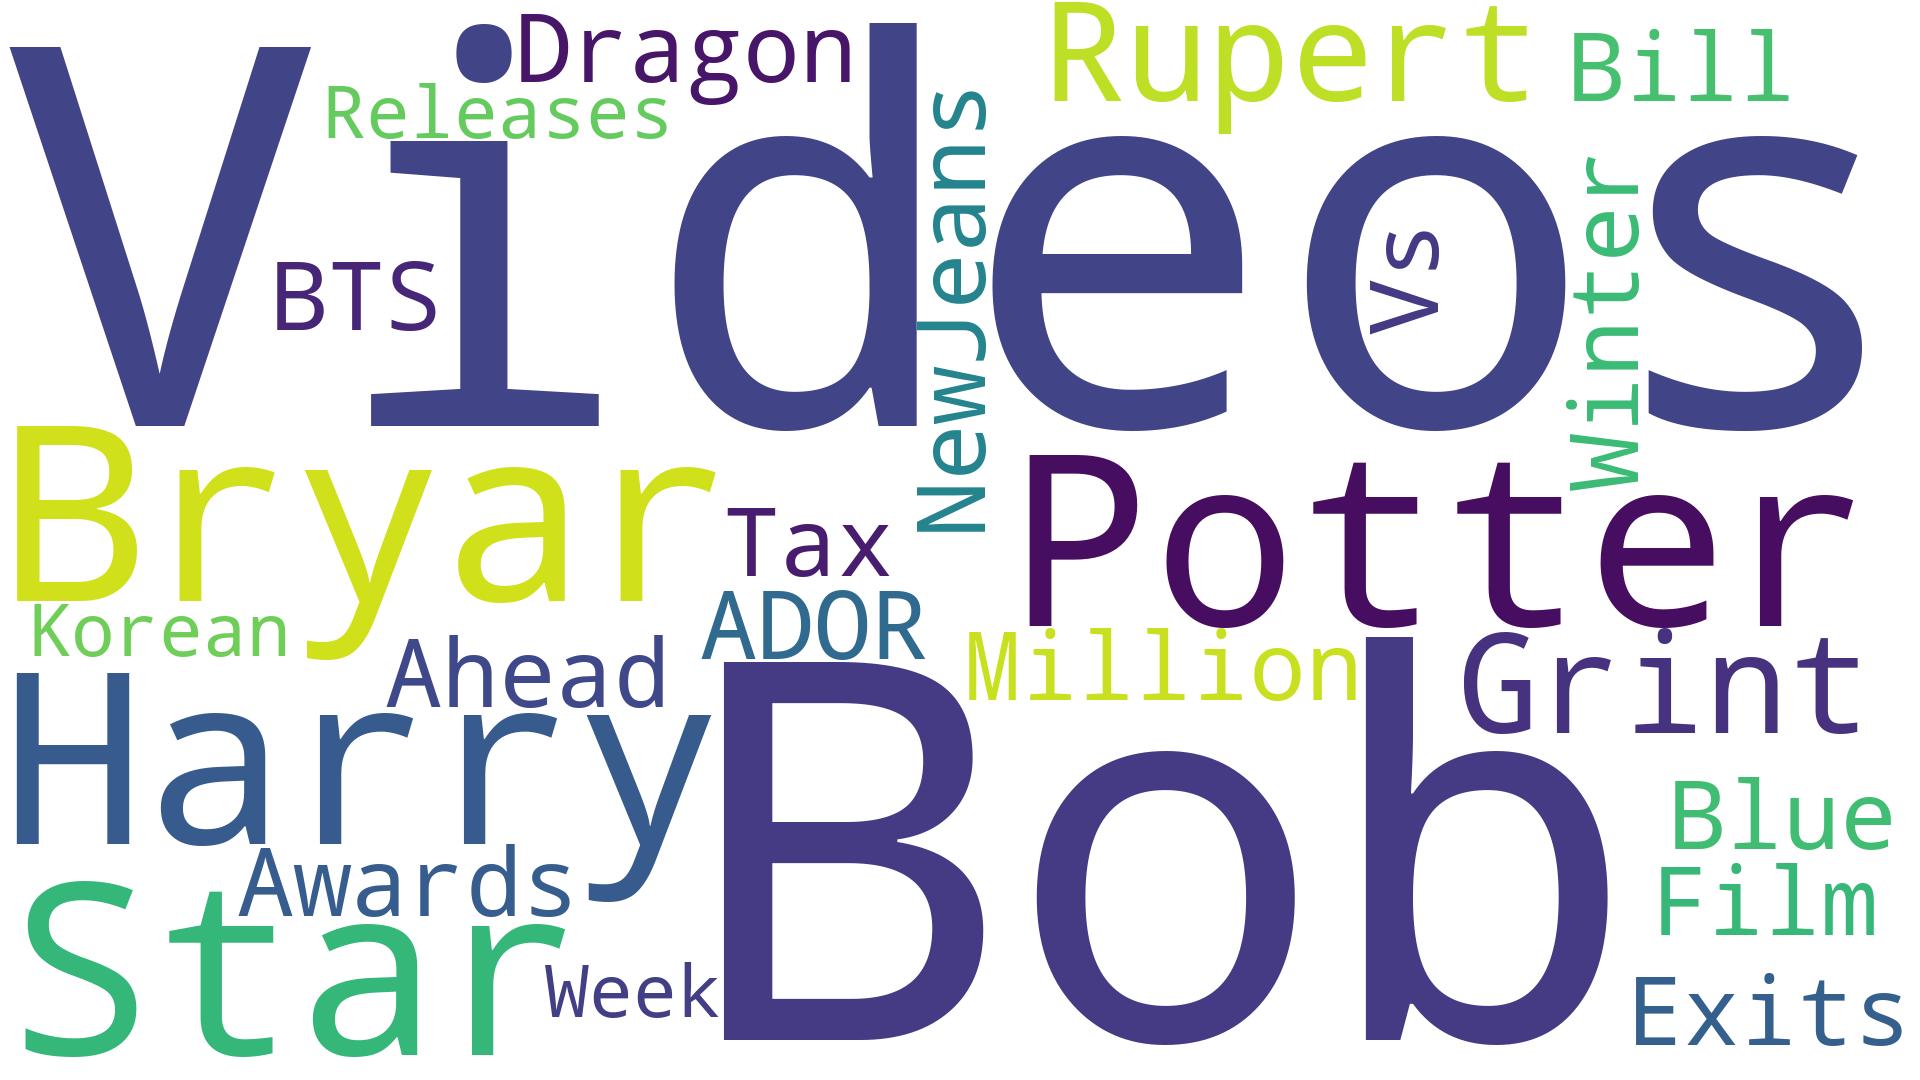 Dragon
Rupert
Bill
Releases
Videos
BTS
NewJeans
Vs
Winter
Bryar
Potter
Tax
ADOR
Korean
Ahead
Million
Grint
Harry
Bob
Blue
Awards
Film
Star
Week
Exits